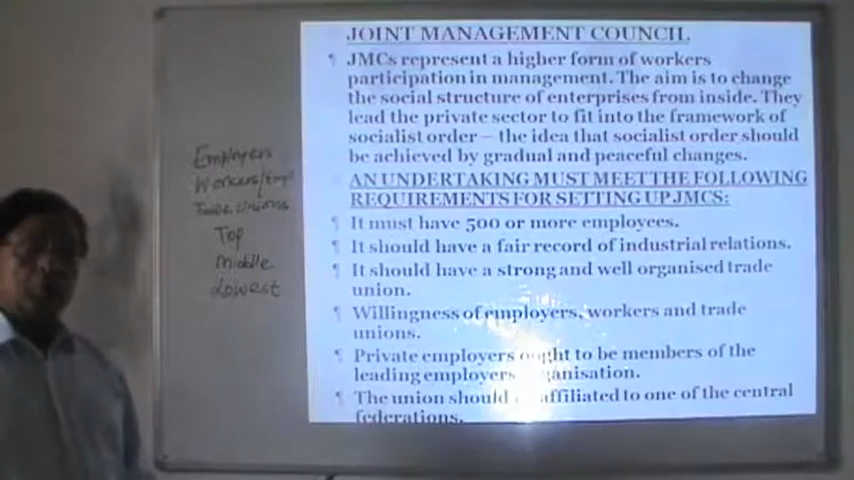 JOINT MANAGEMENT COUNCIL
JMCs represent a higher form of workers
participation in management. The aim is to change
the social structure of enterprises from inside. They
lead the private sector to fit into the framework of
socialist order – the idea that socialist order should
be achieved by gradual and peaceful changes.
AN UNDERTAKING MUST MEET THE FOLLOWING
REQUIREMENTS FOR SETTING UP JMCS:
It must have 500 or more employees.
It should have a fair record of industrial relations.
It should have a strong and well organised trade
union.
Willingness of employers, workers and trade
unions.
Private employers ought to be members of the
leading employers organisation.
The union should affiliated to one of the central
federations.
Employers
Workers/Empl
Trade Unions
Top
Middle
Lowest